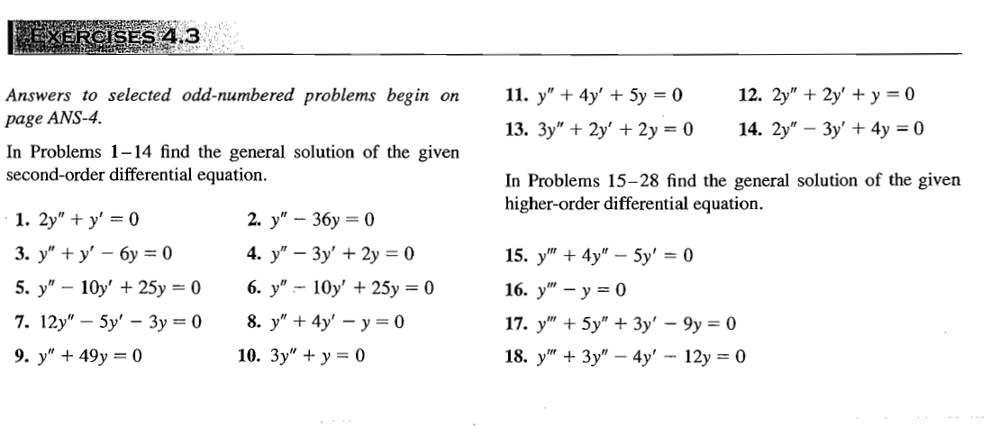 EXERCISES 4.3
Answers to selected odd-numbered problems begin on
page ANS-4.
In Problems 1–14 find the general solution of the given
second-order differential equation.
1. 2y″ + y′ = 0
2. y″ − 36y = 0
3. y″ + y′ − 6y = 0
4. y″ − 3y′ + 2y = 0
5. y″ − 10y′ + 25y = 0
6. y″ − 10y′ + 25y = 0
7. 12y″ − 5y′ − 3y = 0
8. y″ + 4y′ − y = 0
9. y″ + 49y = 0
10. 3y″ + y = 0
11. y″ + 4y′ + 5y = 0
12. 2y″ + 2y′ + y = 0
13. 3y″ + 2y′ + 2y = 0
14. 2y″ − 3y′ + 4y = 0
In Problems 15–28 find the general solution of the given
higher-order differential equation.
15. y‴ + 4y″ − 5y′ = 0
16. y‴ − y = 0
17. y‴ + 5y″ + 3y′ − 9y = 0
18. y‴ + 3y″ − 4y′ − 12y = 0